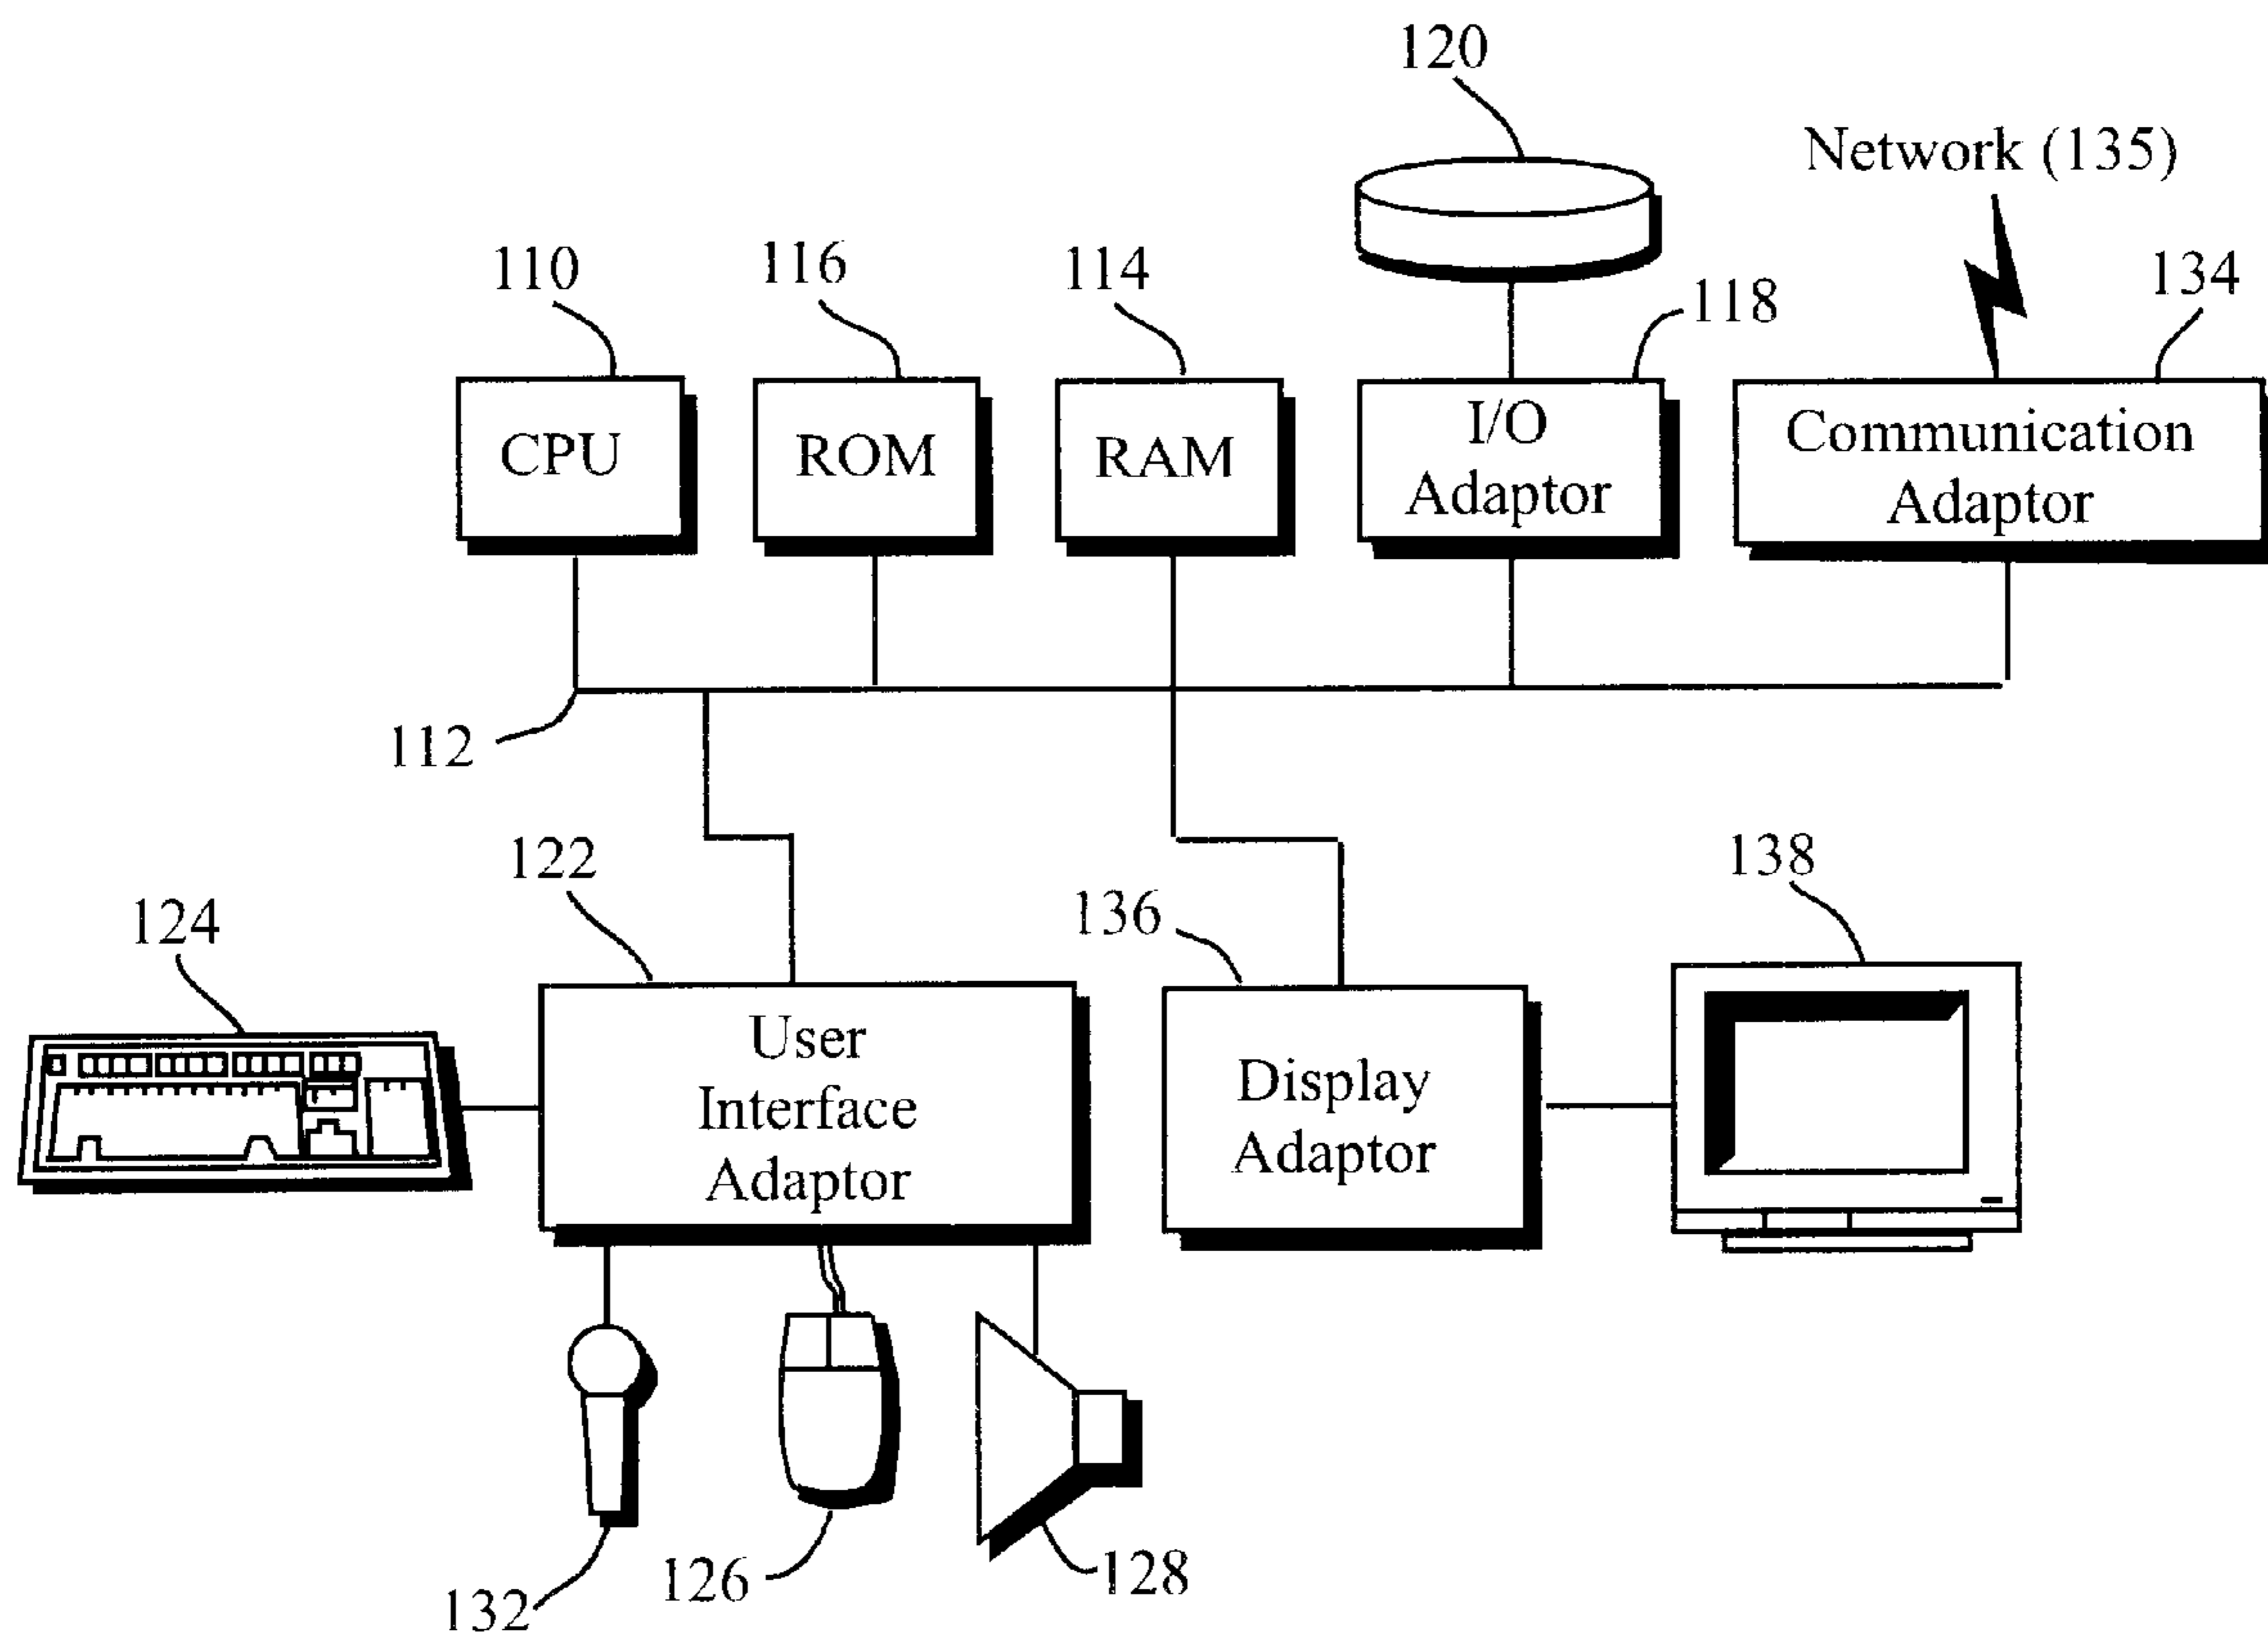 120
Network (135)
110
116
114
118
134
CPU
ROM
RAM
I/O
Adaptor
Communication
Adaptor
112
122
136
138
124
User
Interface
Adaptor
Display
Adaptor
132
126
128